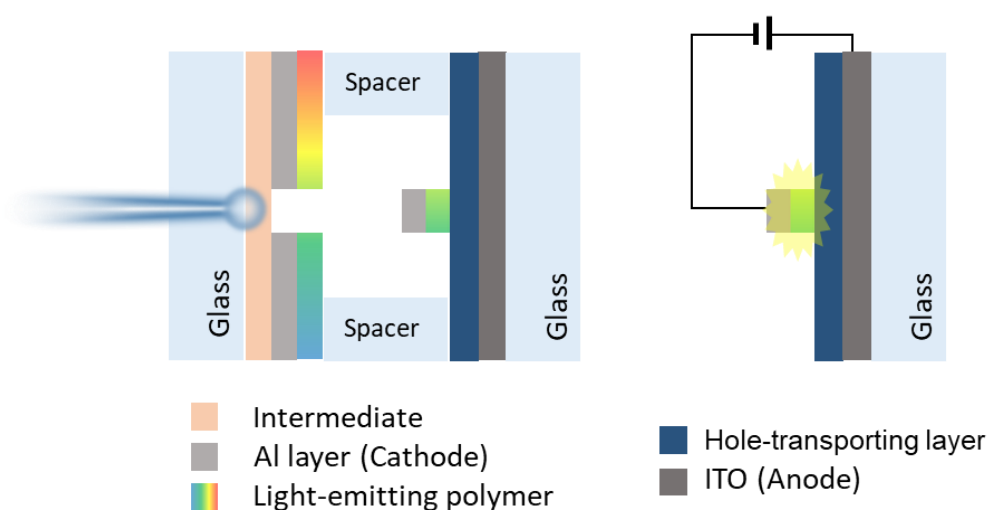 Spacer
Glass
Spacer
Glass
Glass
Intermediate
Al layer (Cathode)
Light-emitting polymer
Hole-transporting layer
ITO (Anode)